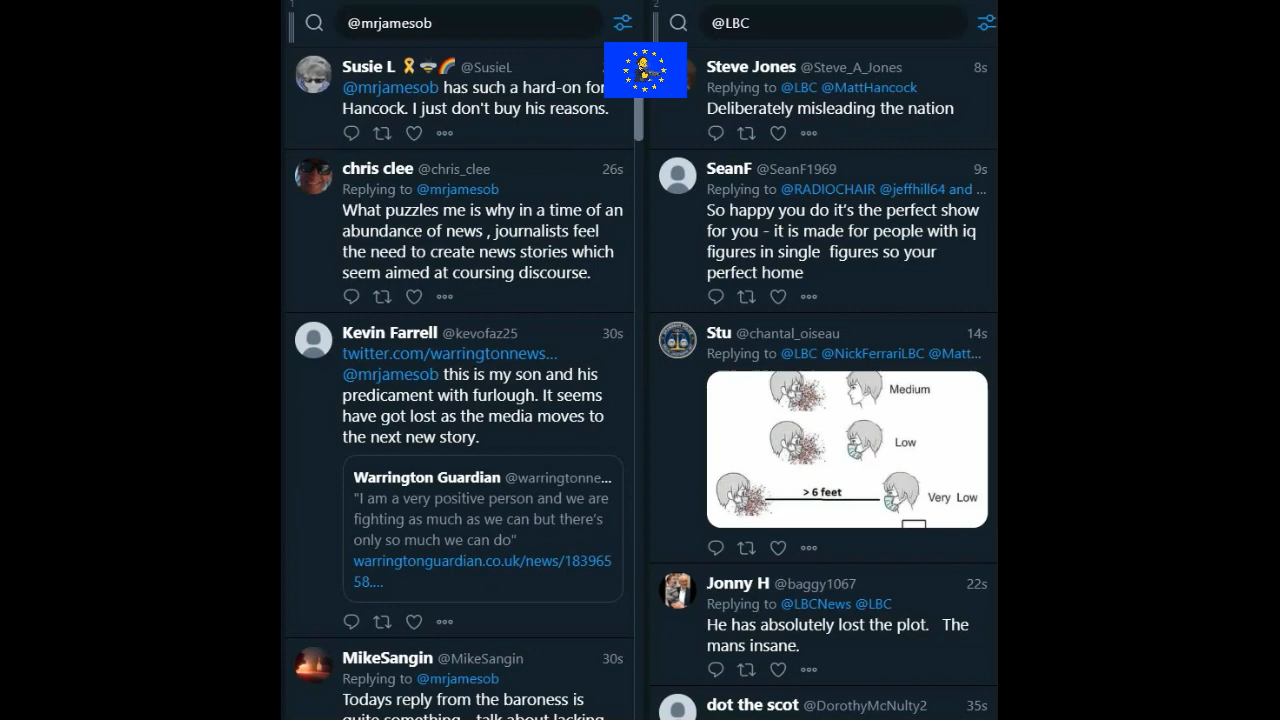 1
@mrjamesob
Susie L @SusieL
@mrjamesob has such a hard-on for
Hancock. I just don't buy his reasons.
chris clee @chris_clee 26s
Replying to @mrjamesob
What puzzles me is why in a time of an
abundance of news , journalists feel
the need to create news stories which
seem aimed at coursing discourse.
Kevin Farrell @kevofaz25 30s
twitter.com/warringtonnews...
@mrjamesob this is my son and his
predicament with furlough. It seems
have got lost as the media moves to
the next new story.
Warrington Guardian @warringtonne...
"I am a very positive person and we are
fighting as much as we can but there's
only so much we can do"
warringtonguardian.co.uk/news/183965
58....
MikeSangin @MikeSangin 30s
Replying to @mrjamesob
Todays reply from the baroness is
quite something - talk about lacking
2
@LBC
Steve Jones @Steve_A_Jones 8s
Replying to @LBC @MattHancock
Deliberately misleading the nation
SeanF @SeanF1969 9s
Replying to @RADIOCHAIR @jeffhill64 and ...
So happy you do it's the perfect show
for you - it is made for people with iq
figures in single figures so your
perfect home
Stu @chantal_oiseau 14s
Replying to @LBC @NickFerrariLBC @Matt...
Medium
Low
> 6 feet
Very Low
Jonny H @baggy1067 22s
Replying to @LBCNews @LBC
He has absolutely lost the plot. The
mans insane.
dot the scot @DorothyMcNulty2 35s